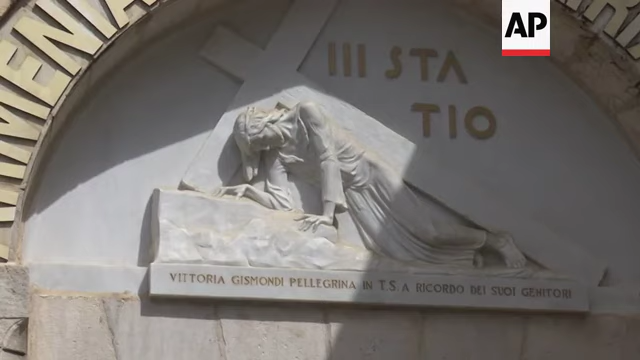 AP
III STA
TIO
VITTORIA GISMONDI PELLEGRINA IN T.S. A RICORDO DEI SUOI GENITORI